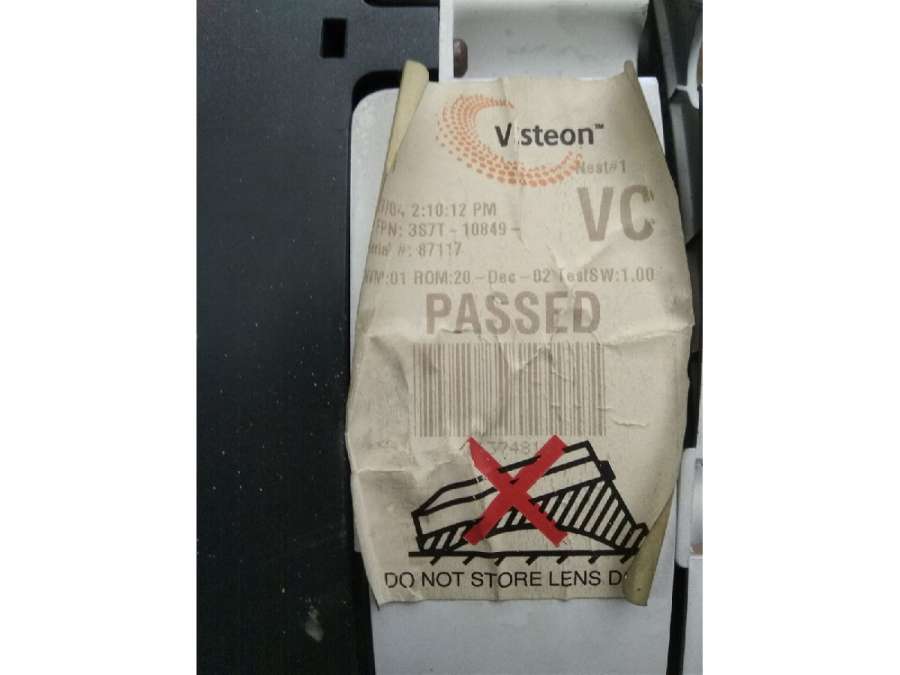 Visteon™
Nest#1
2:10:12 PM
VC
FPN: 3S7T - 10849 -
#: 87117
:01 ROM:20 - Dec - 02 TestSW:1.00
PASSED
DO NOT STORE LENS